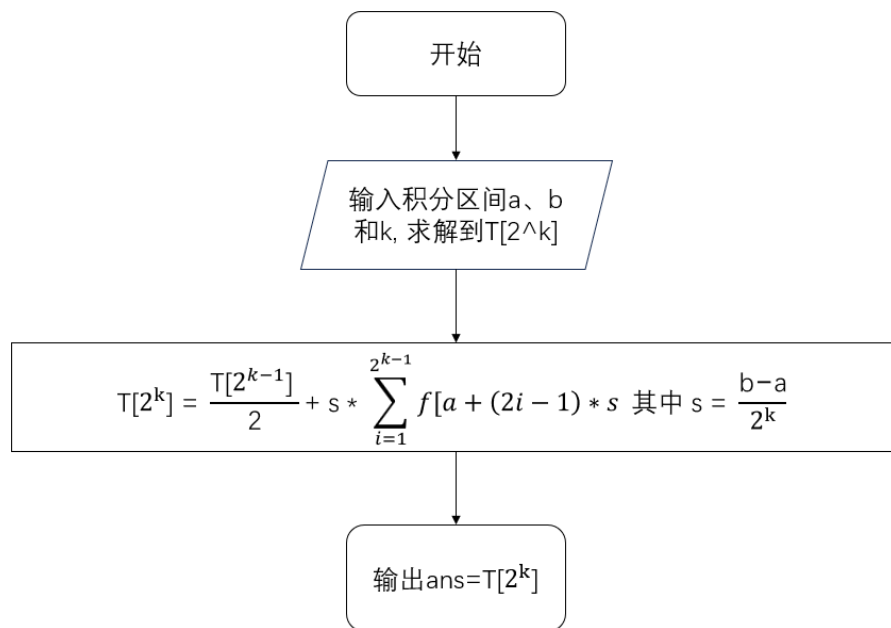 开始
输入积分区间a、b
和k, 求解到T[2^k]
T[2^k] = T[2^{k-1}]/2 + s * \sum_{i=1}^{2^{k-1}} f[a + (2i − 1) * s 其中 s = (b−a)/2^k
输出ans=T[2^k]